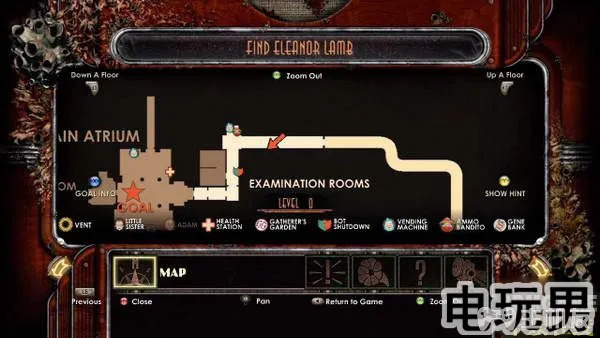 FIND ELEANOR LAMB
Down A Floor
Zoom Out
Up A Floor
AIN ATRIUM
EXAMINATION ROOMS
LEVEL 0
OM
GOAL INFO
GOAL
SHOW HINT
VENT
LITTLE SISTER
ADAM
HEALTH STATION
GATHERER'S GARDEN
BOT SHUTDOWN
VENDING MACHINE
AMMO BANDITO
GENE BANK
MAP
Previous
Close
Pan
Return to Game
Zoom
电玩男